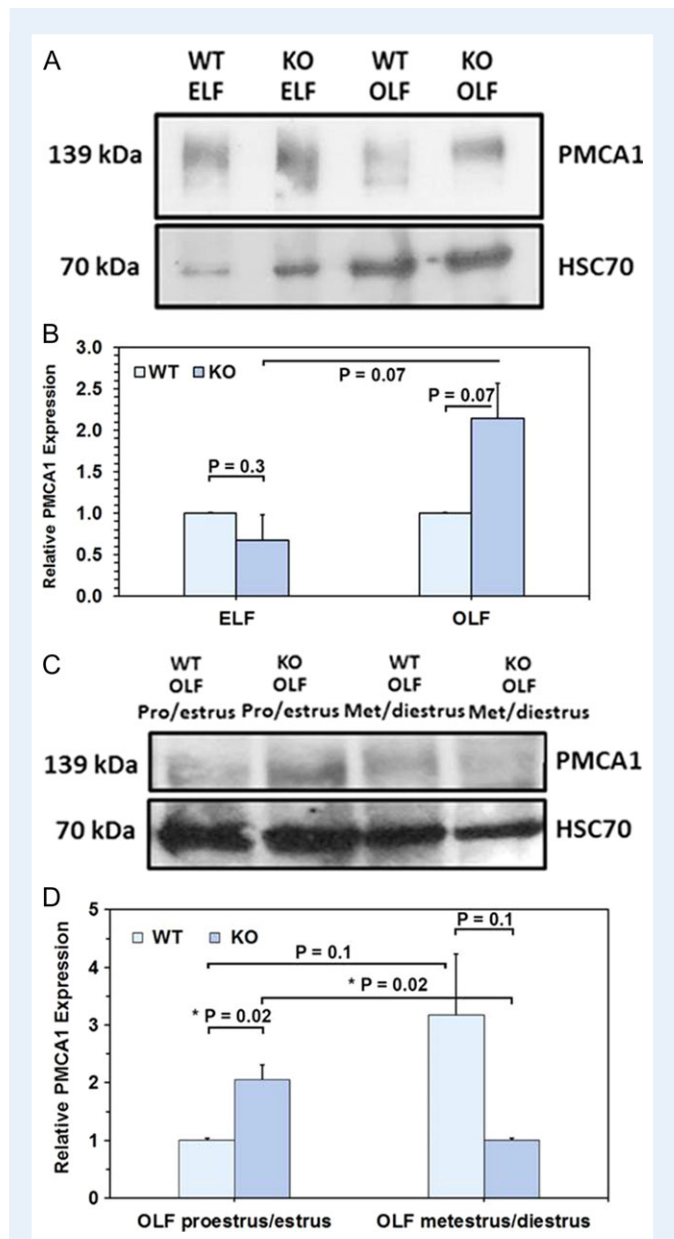 A
WT KO WT KO
ELF ELF OLF OLF
139 kDa PMCA1
70 kDa HSC70
B
Relative PMCA1 Expression
3.0
2.5
2.0
1.5
1.0
0.5
0.0
WT KO
P = 0.07
P = 0.07
P = 0.3
ELF OLF
C
WT KO WT KO
OLF OLF OLF OLF
Pro/estrus Pro/estrus Met/diestrus Met/diestrus
139 kDa PMCA1
70 kDa HSC70
D
Relative PMCA1 Expression
5
4
3
2
1
0
WT KO
P = 0.1
P = 0.1
* P = 0.02
* P = 0.02
OLF proestrus/estrus OLF metestrus/diestrus